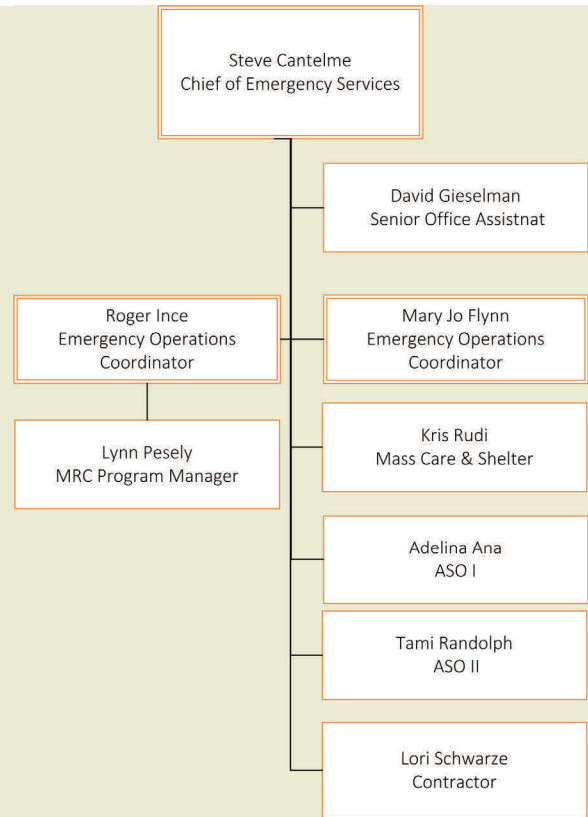 Steve Cantelme
Chief of Emergency Services
David Gieselman
Senior Office Assistnat
Roger Ince
Emergency Operations
Coordinator
Mary Jo Flynn
Emergency Operations
Coordinator
Lynn Pesely
MRC Program Manager
Kris Rudi
Mass Care & Shelter
Adelina Ana
ASO I
Tami Randolph
ASO II
Lori Schwarze
Contractor